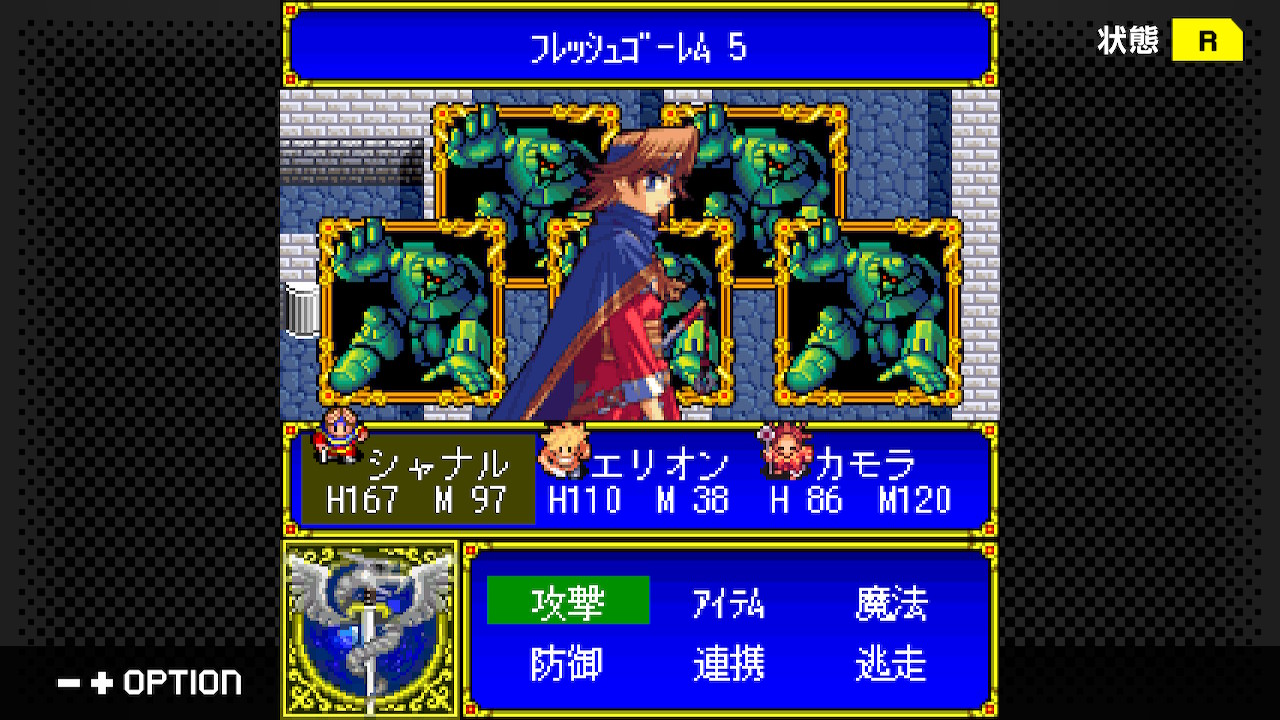 ﾌﾚｯｼｭｺﾞｰﾚﾑ 5
状態 R
シャナル エリオン カモラ
H167 M 97 H110 M 38 H 86 M120
攻撃 ｱｲﾃﾑ 魔法
防御 連携 逃走
− + OPTION